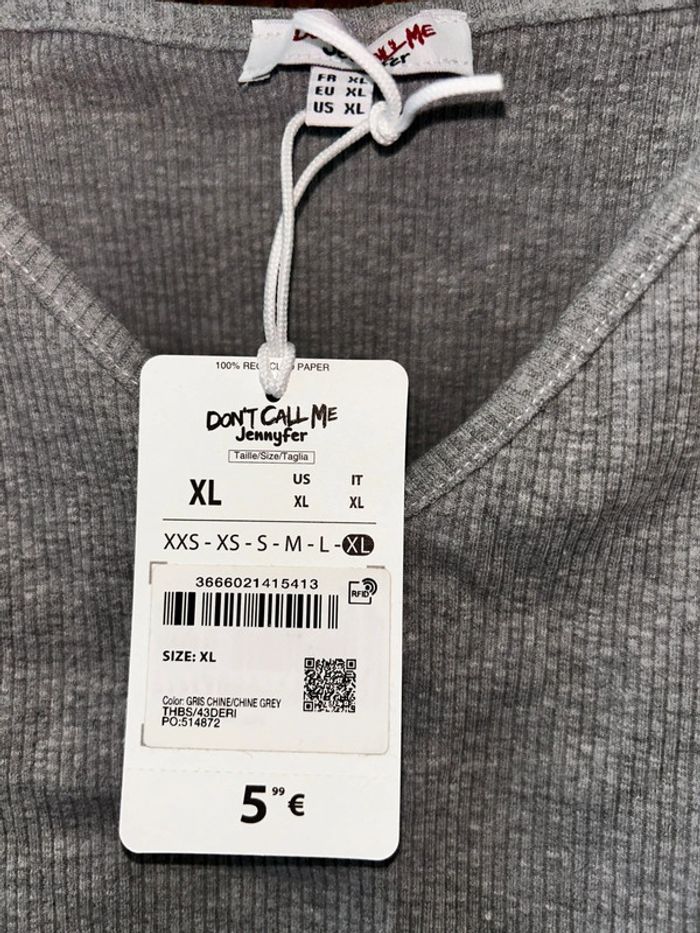 ME
FR XL
EU XL
US XL
100% RECYCLED PAPER
DON'T CALL ME
Jennyfer
Taille/Size/Taglia
XL
US
XL
IT
XL
XXS - XS - S - M - L - XL
3666021415413
RFID
SIZE: XL
Color: GRIS CHINE/CHINE GREY
THBS/43DERI
PO:514872
5,99 €